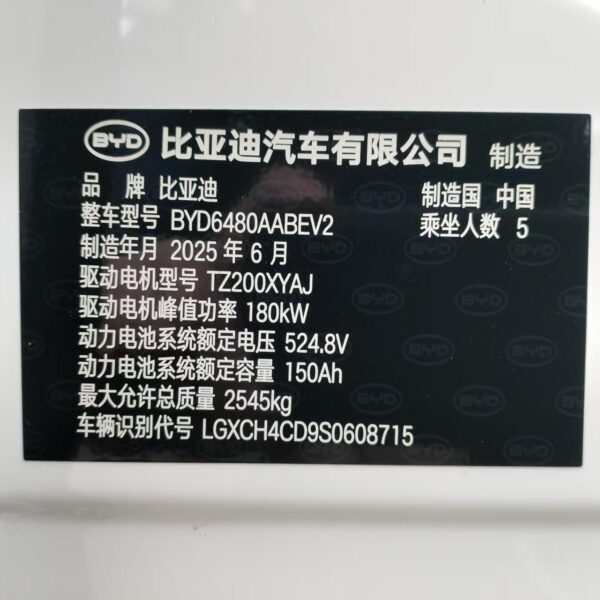 BYD 比亚迪汽车有限公司 制造
品 牌 比亚迪 制造国 中国
整车型号 BYD6480AABEV2 乘坐人数 5
制造年月 2025 年 6 月
驱动电机型号 TZ200XYAJ
驱动电机峰值功率 180kW
动力电池系统额定电压 524.8V
动力电池系统额定容量 150Ah
最大允许总质量 2545kg
车辆识别代号 LGXCH4CD9S0608715